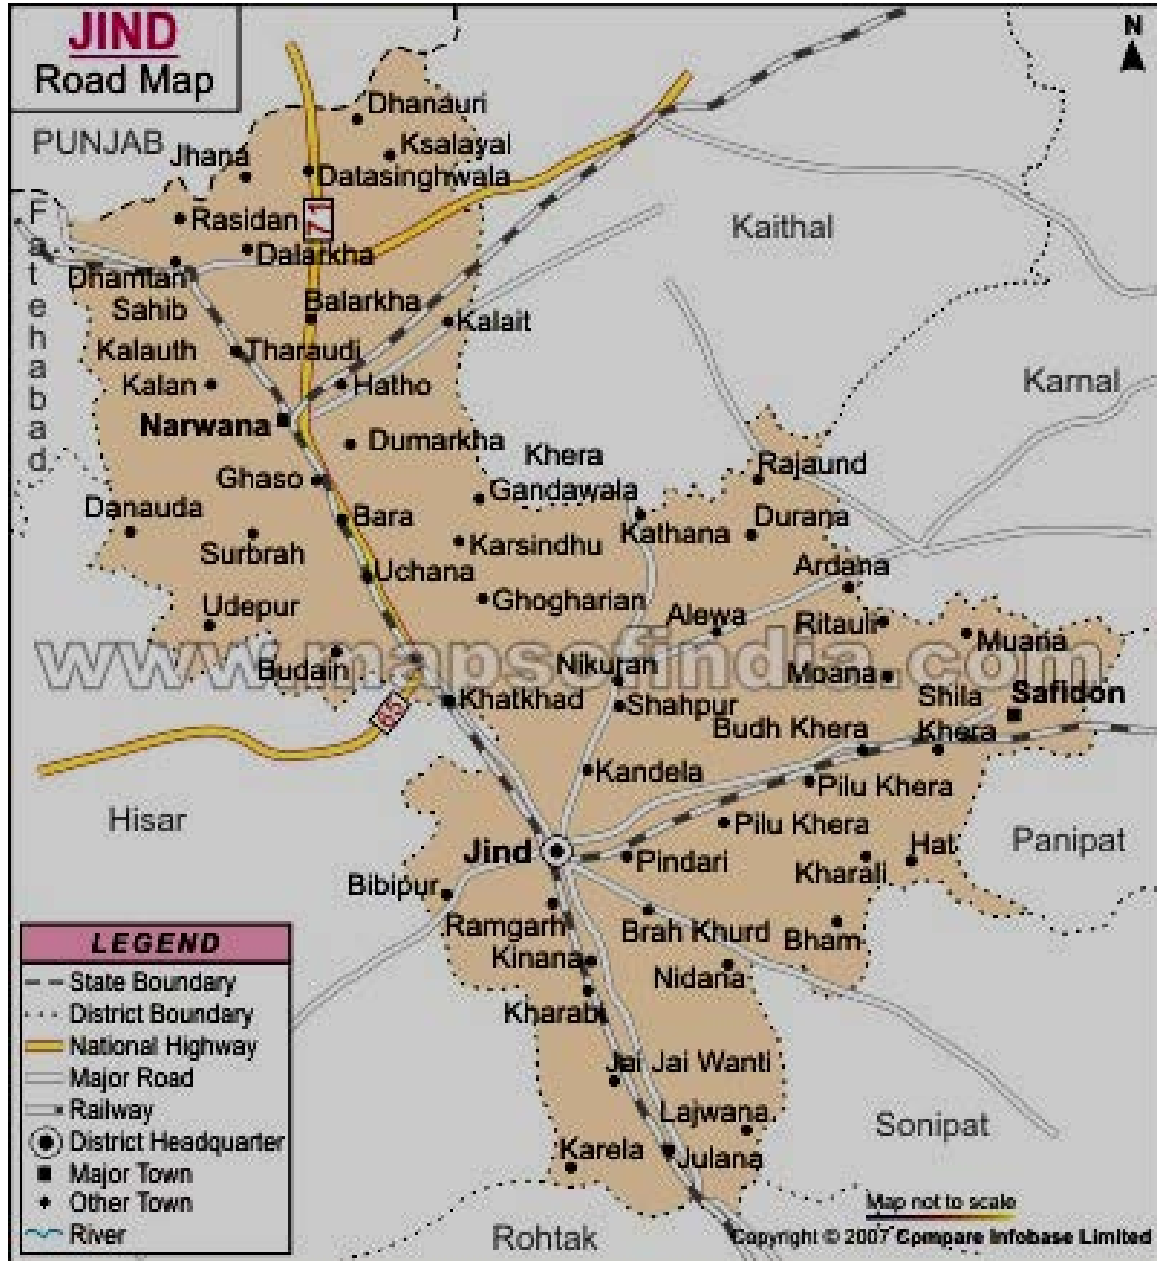 JIND
Road Map
N
PUNJAB
Dhanauri
Ksalayal
Jhana
Datasinghwala
Fatehabad
71
Rasidan
Kaithal
Dalarkha
Dhamtan
Sahib
Balarkha
Kalait
Kalauth
Tharaudi
Kalan
Hatho
Karnal
Narwana
Dumarkha
Khera
Rajaund
Ghaso
Gandawala
Danauda
Bara
Kathana
Durana
Surbrah
Karsindhu
Uchana
Ardana
Udepur
Ghogharian
Alewa
Ritauli
Muana
www.mapsofindia.com
Budain
Nikuran
Moana
Shila
Safidon
65
Khatkhad
Shahpur
Budh Khera
Khera
Kandela
Pilu Khera
Hisar
Pilu Khera
Panipat
Jind
Pindari
Hat
Kharali
Bibipur
Ramgarh
Brah Khurd
Bham
Kinana
Nidana
Kharabi
Jai Jai Wanti
Lajwana
Sonipat
Karela
Julana
Rohtak
LEGEND
State Boundary
District Boundary
National Highway
Major Road
Railway
District Headquarter
Major Town
Other Town
River
Map not to scale
Copyright © 2007 Compare Infobase Limited